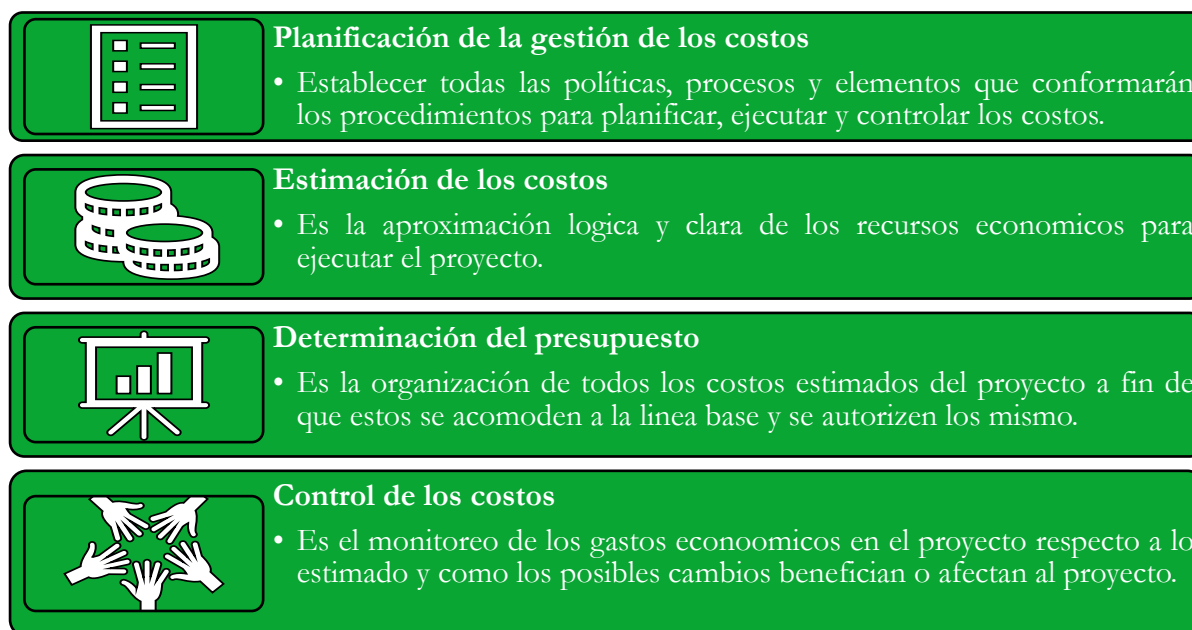 Planificación de la gestión de los costos
• Establecer todas las políticas, procesos y elementos que conformarán
los procedimientos para planificar, ejecutar y controlar los costos.
Estimación de los costos
• Es la aproximación logica y clara de los recursos economicos para
ejecutar el proyecto.
Determinación del presupuesto
• Es la organización de todos los costos estimados del proyecto a fin de
que estos se acomoden a la linea base y se autorizen los mismo.
Control de los costos
• Es el monitoreo de los gastos econoomicos en el proyecto respecto a lo
estimado y como los posibles cambios benefician o afectan al proyecto.